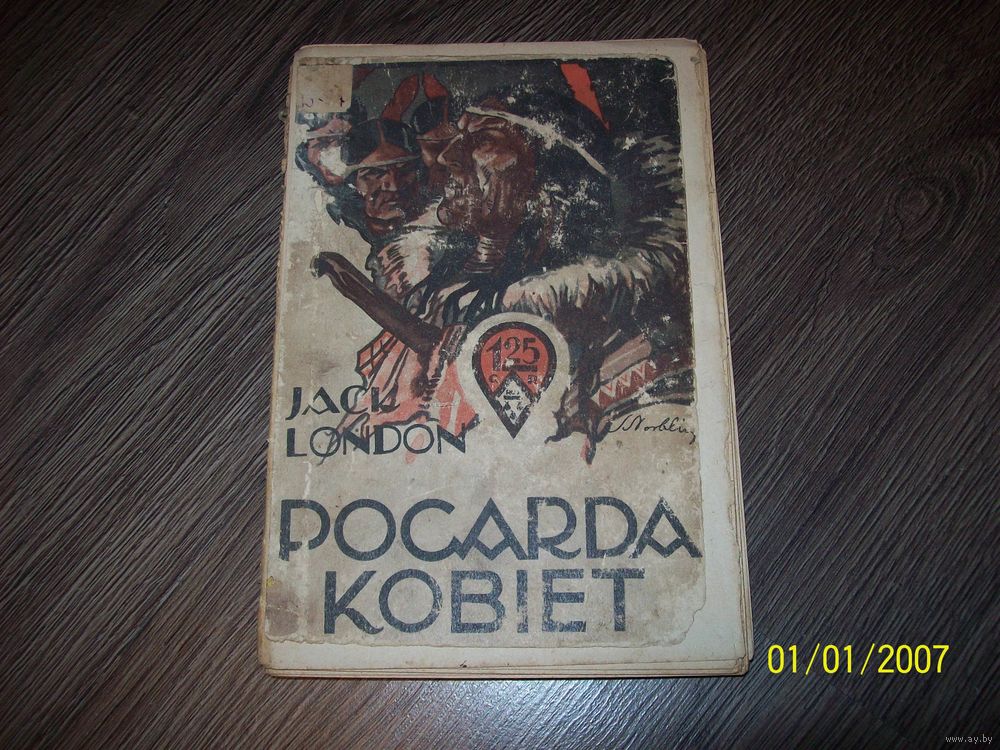 125
JACK
LONDON
POGARDA
KOBIET
01/01/2007
www.ay.by